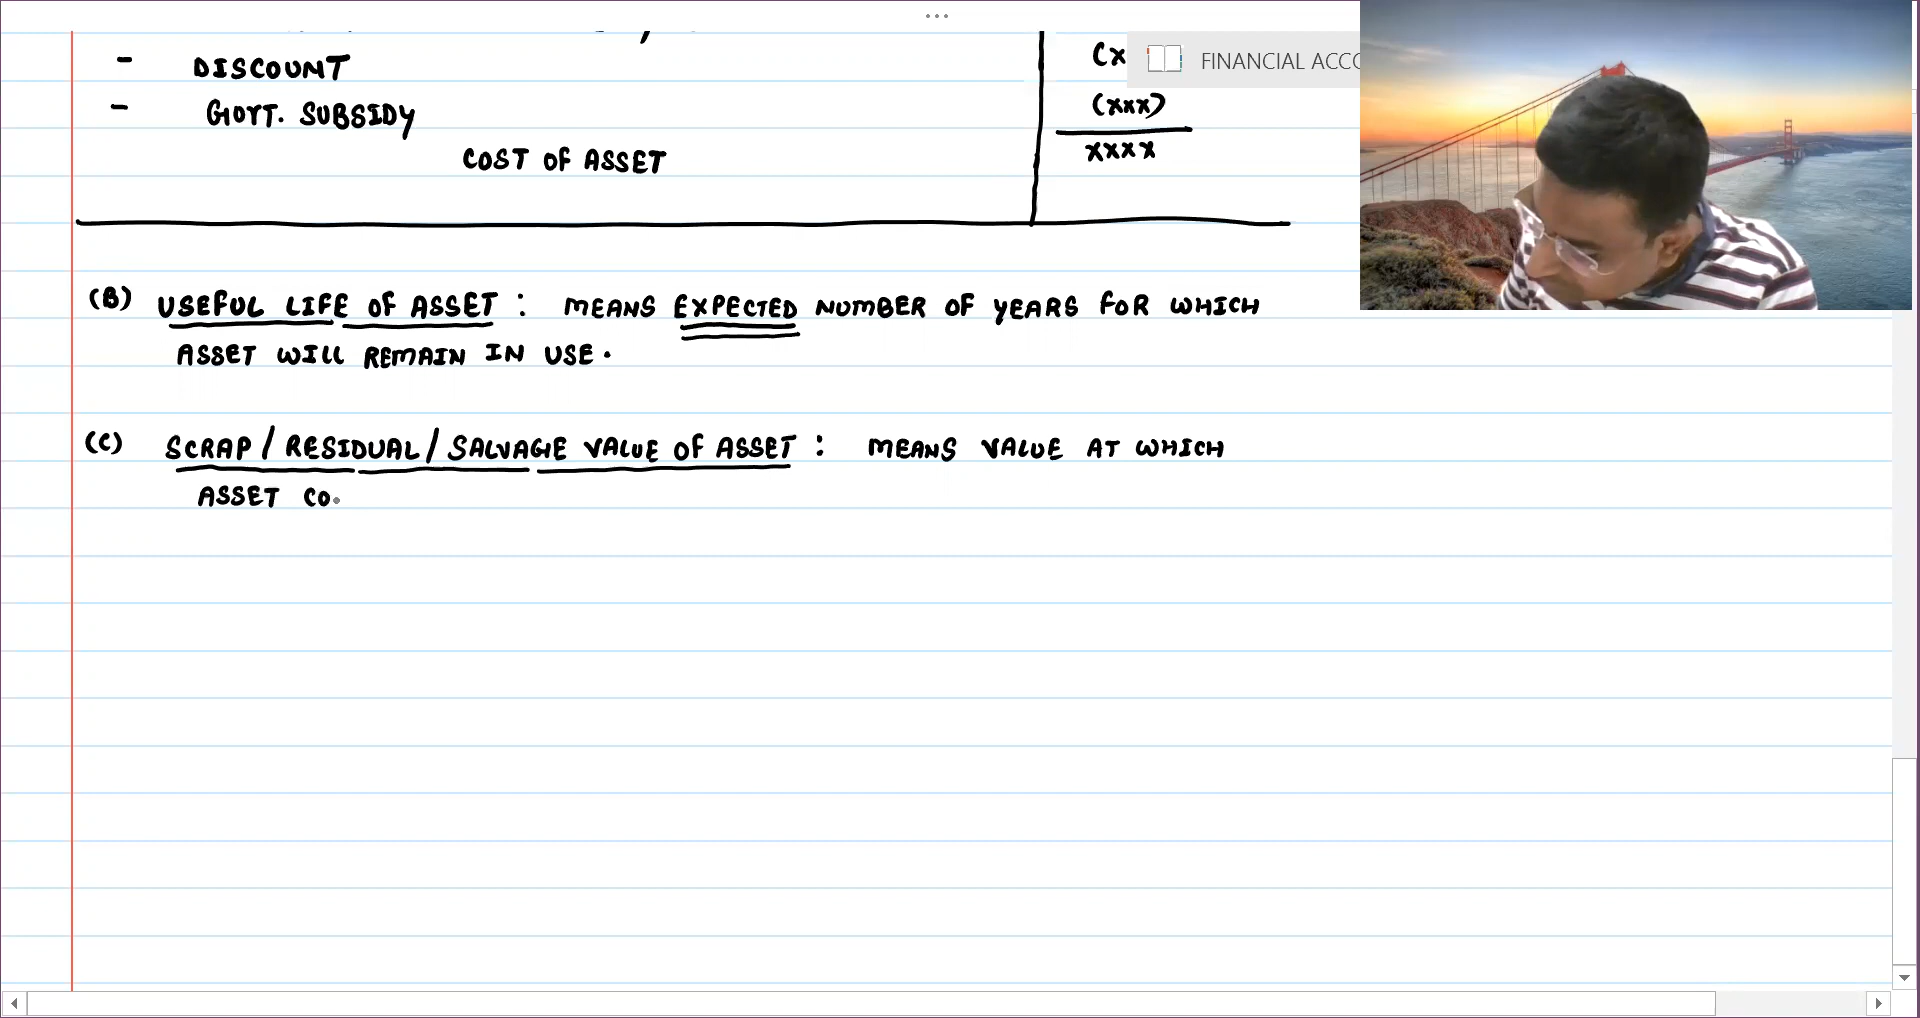 - DISCOUNT (x
FINANCIAL ACCO
- GOVT. SUBSIDY (xxx)
COST OF ASSET xxxx
(B) USEFUL LIFE OF ASSET : MEANS EXPECTED NUMBER OF YEARS FOR WHICH
ASSET WILL REMAIN IN USE.
(C) SCRAP / RESIDUAL / SALVAGE VALUE OF ASSET : MEANS VALUE AT WHICH
ASSET CO